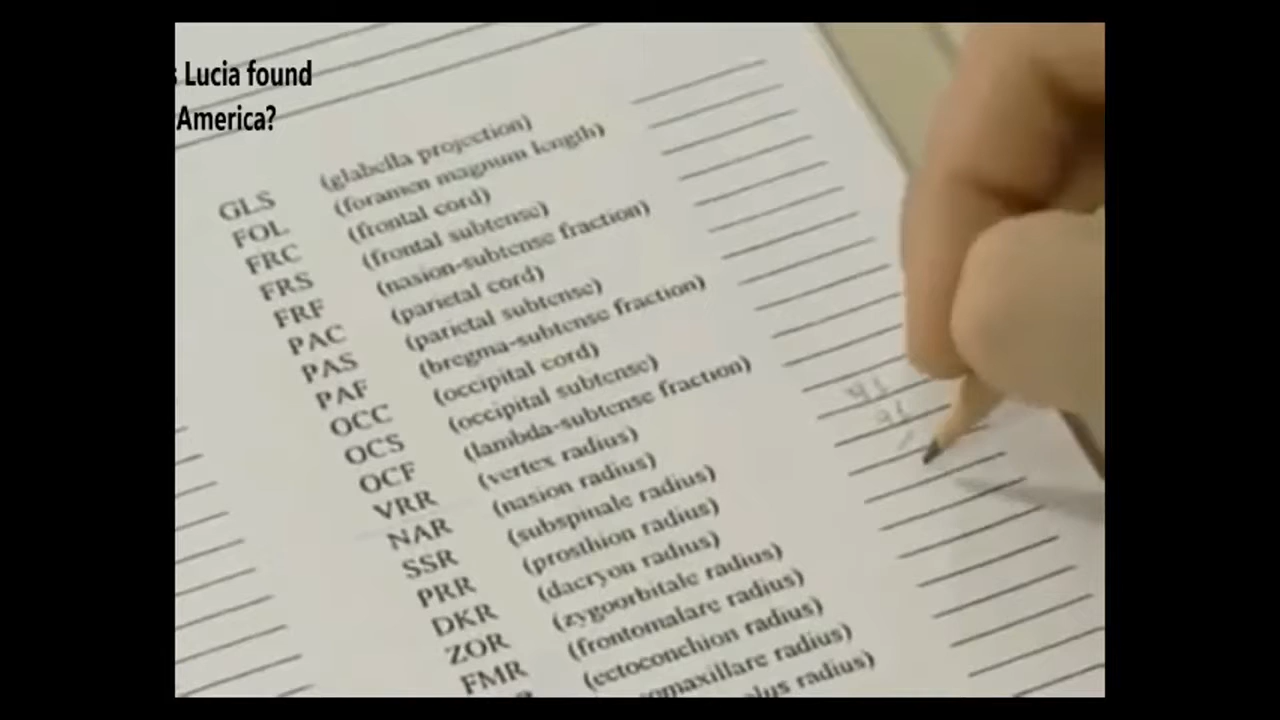 Lucia found
America?
GLS (glabella projection)
FOL (foramen magnum length)
FRC (frontal cord)
FRS (frontal subtense)
FRF (nasion-subtense fraction)
PAC (parietal cord)
PAS (parietal subtense)
PAF (bregma-subtense fraction)
OCC (occipital cord)
OCS (occipital subtense)
OCF (lambda-subtense fraction)
VRR (vertex radius)
NAR (nasion radius)
SSR (subspinale radius)
PRR (prosthion radius)
DKR (dacryon radius)
ZOR (zygoorbitale radius)
FMR (frontomalare radius)
(ectoconchion radius)
radius)
radius)